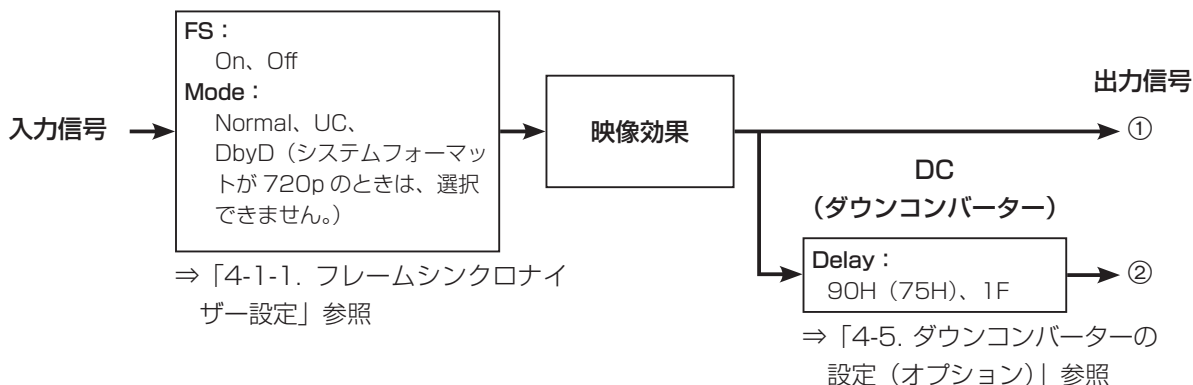 入力信号
FS：
On、Off
Mode：
Normal、UC、
DbyD（システムフォーマッ
トが 720p のときは、選択
できません。）
⇒「4-1-1. フレームシンクロナイ
ザー設定」参照
映像効果
出力信号
①
DC
（ダウンコンバーター）
Delay：
90H（75H）、1F
②
⇒「4-5. ダウンコンバーターの
設定（オプション）」参照